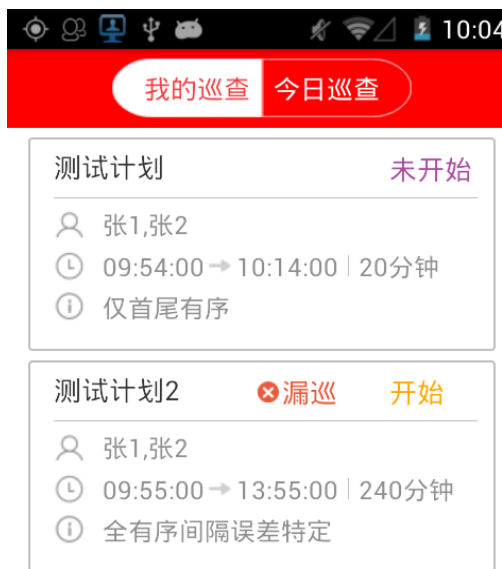 10:04
我的巡查 今日巡查
测试计划 未开始
张1,张2
09:54:00 10:14:00 20分钟
仅首尾有序
测试计划2 漏巡 开始
张1,张2
09:55:00 13:55:00 240分钟
全有序间隔误差特定